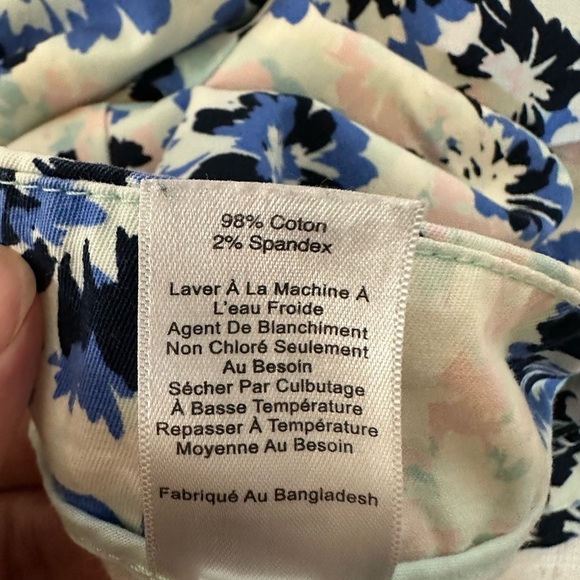 98% Coton
2% Spandex
Laver À La Machine À
L'eau Froide
Agent De Blanchiment
Non Chloré Seulement
Au Besoin
Sécher Par Culbutage
À Basse Température
Repasser À Température
Moyenne Au Besoin
Fabriqué Au Bangladesh